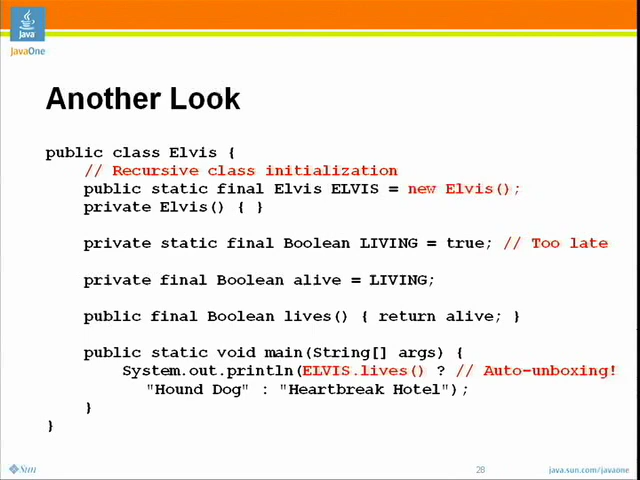 Java
JavaOne
Another Look
public class Elvis {
// Recursive class initialization
public static final Elvis ELVIS = new Elvis();
private Elvis() { }
private static final Boolean LIVING = true; // Too late
private final Boolean alive = LIVING;
public final Boolean lives() { return alive; }
public static void main(String[] args) {
System.out.println(ELVIS.lives() ? // Auto-unboxing!
"Hound Dog" : "Heartbreak Hotel");
}
}
Sun
28
java.sun.com/javaone